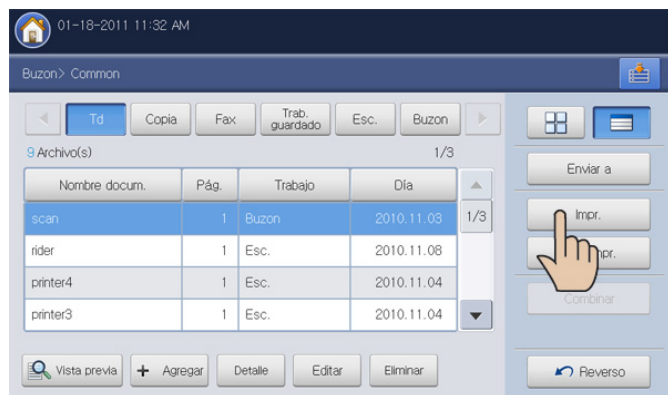 01-18-2011 11:32 AM
Buzon> Common
Td
Copia
Fax
Trab.
guardado
Esc.
Buzon
9 Archivo(s)
1/3
Nombre docum.
Pág.
Trabajo
Día
scan 1 Buzon 2010.11.03
1/3
rider 1 Esc. 2010.11.08
printer4 1 Esc. 2010.11.04
printer3 1 Esc. 2010.11.04
Vista previa
+ Agregar
Detalle
Editar
Eliminar
Enviar a
Impr.
Combinar
Reverso